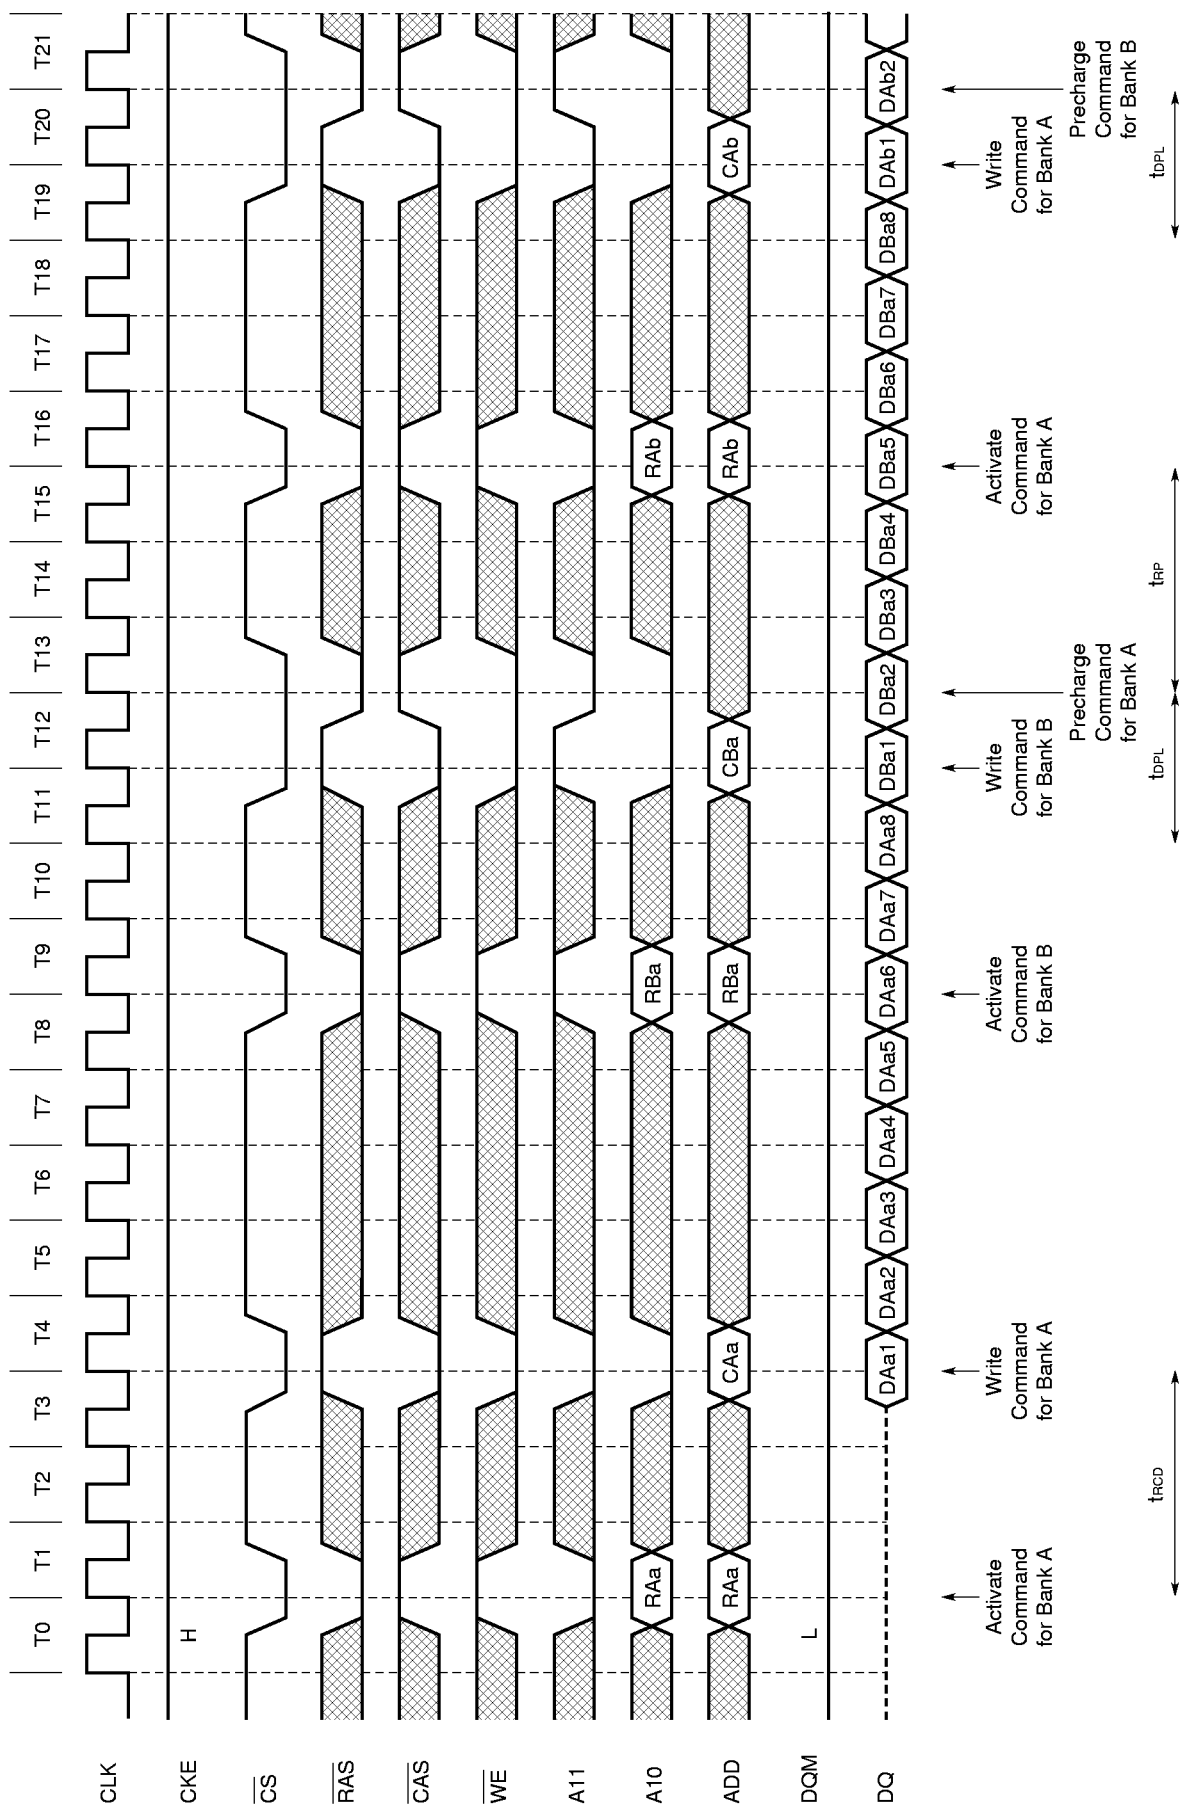 T0 T1 T2 T3 T4 T5 T6 T7 T8 T9 T10 T11 T12 T13 T14 T15 T16 T17 T18 T19 T20 T21
CLK
CKE H
CS
RAS
CAS
WE
A11
A10 RAa RBa RAb
ADD RAa CAa RBa CBa RAb CAb
DQM L
DQ DAa1 DAa2 DAa3 DAa4 DAa5 DAa6 DAa7 DAa8 DBa1 DBa2 DBa3 DBa4 DBa5 DBa6 DBa7 DBa8 DAb1 DAb2
Activate
Command
for Bank A
Write
Command
for Bank A
Activate
Command
for Bank B
Write
Command
for Bank B
Precharge
Command
for Bank A
Activate
Command
for Bank A
Write
Command
for Bank A
Precharge
Command
for Bank B
tRCD tDPL tRP tDPL